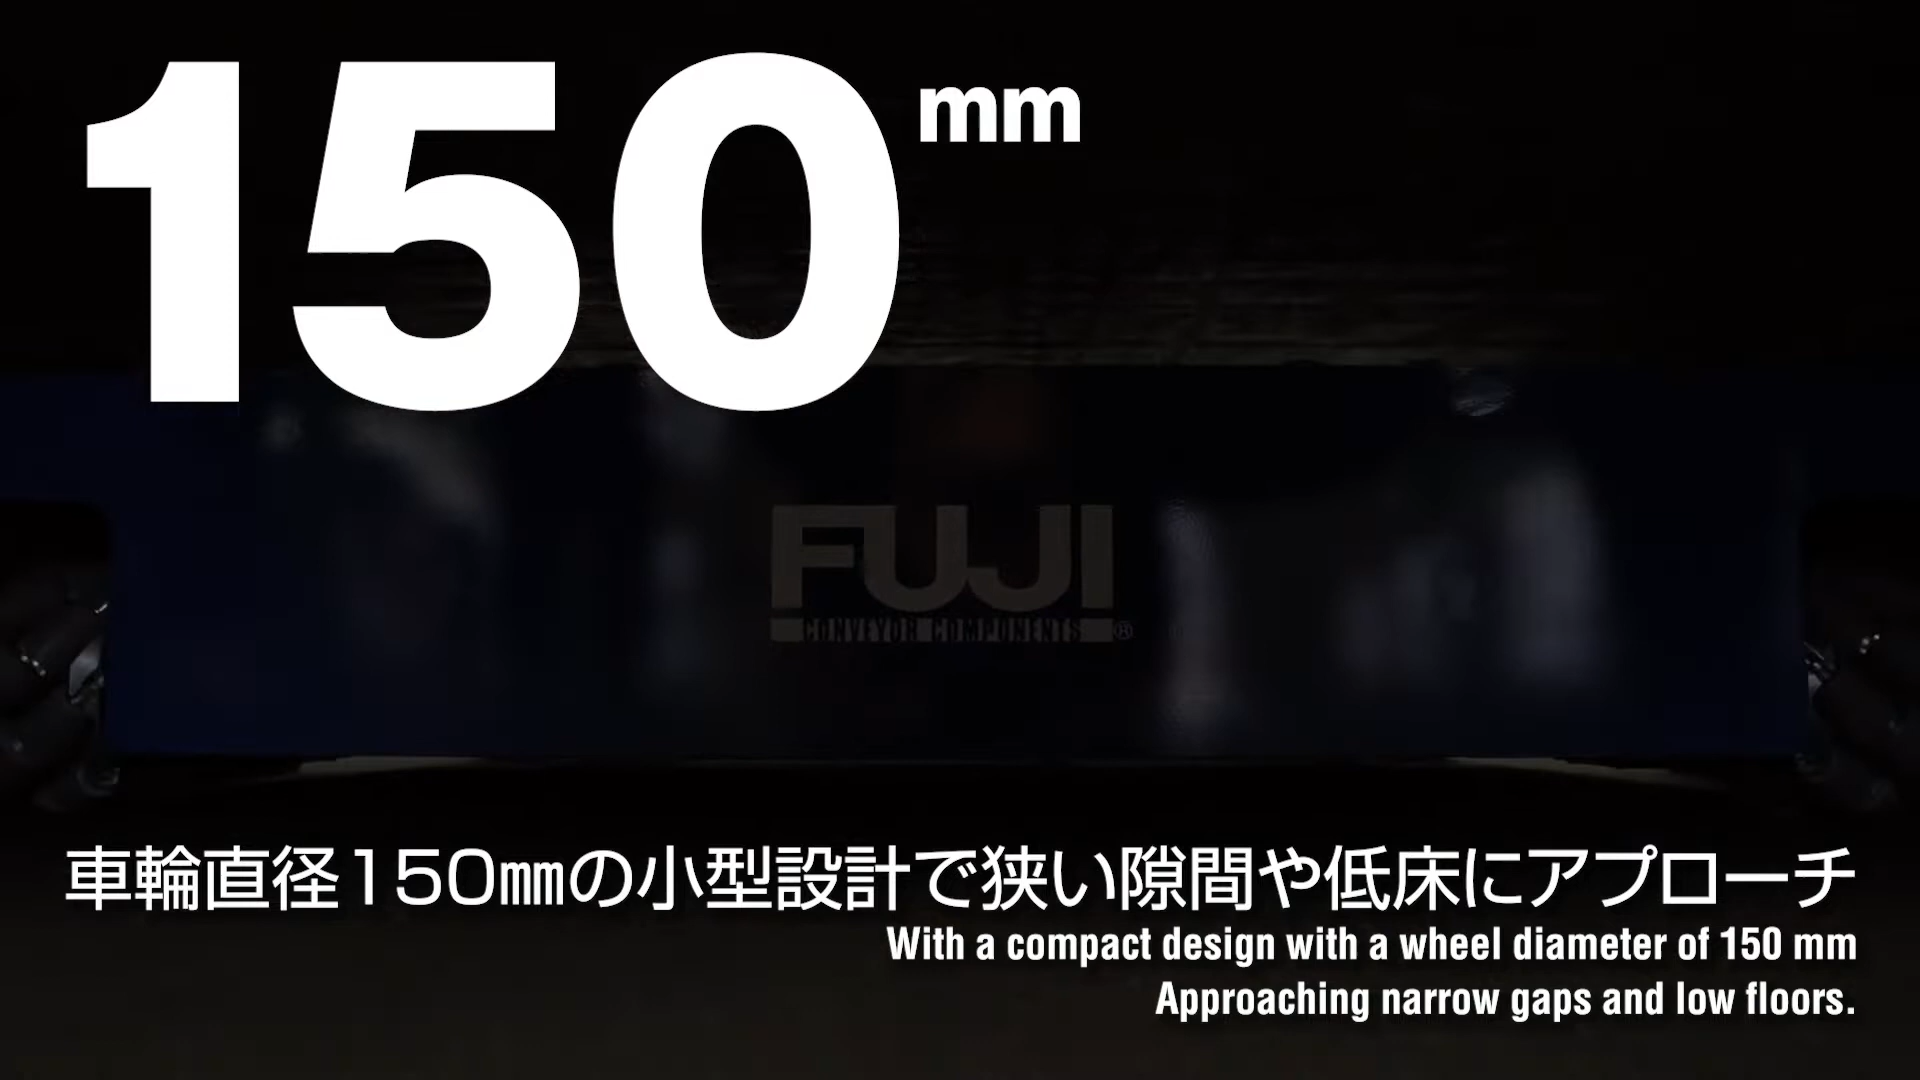 150mm
FUJI
CONVEYOR COMPONENTS ®
車輪直径150㎜の小型設計で狭い隙間や低床にアプローチ
With a compact design with a wheel diameter of 150 mm
Approaching narrow gaps and low floors.